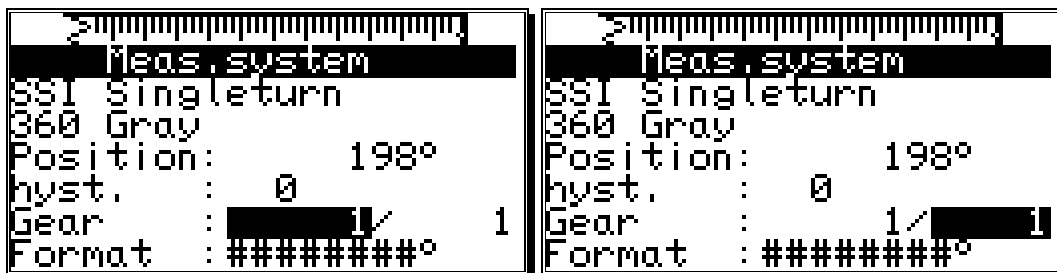 Meas.system
SSI Singleturn
360 Gray
Position: 198°
hyst. : 0
Gear : 1/ 1
Format :########°
Meas.system
SSI Singleturn
360 Gray
Position: 198°
hyst. : 0
Gear : 1/ 1
Format :########°